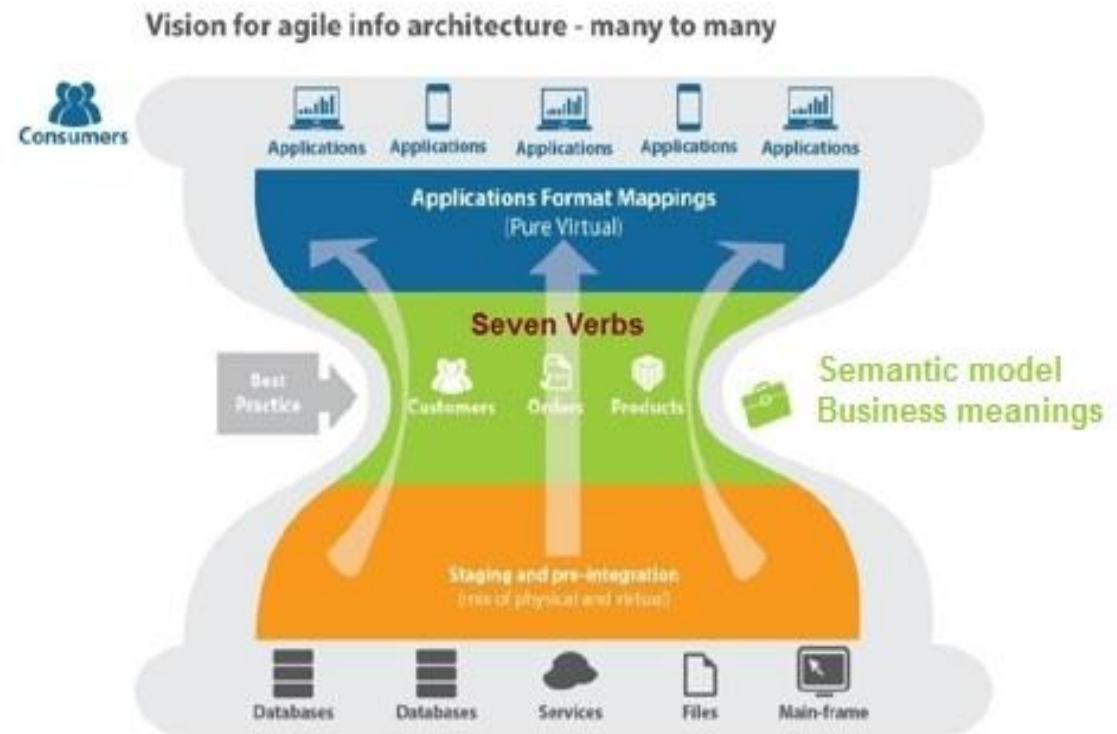 Vision for agile info architecture - many to many
Consumers
Applications Applications Applications Applications Applications
Applications Format Mappings
(Pure Virtual)
Seven Verbs
Best
Practice
Customers Orders Products
Semantic model
Business meanings
Staging and pre-integration
(mix of physical and virtual)
Databases Databases Services Files Main-frame